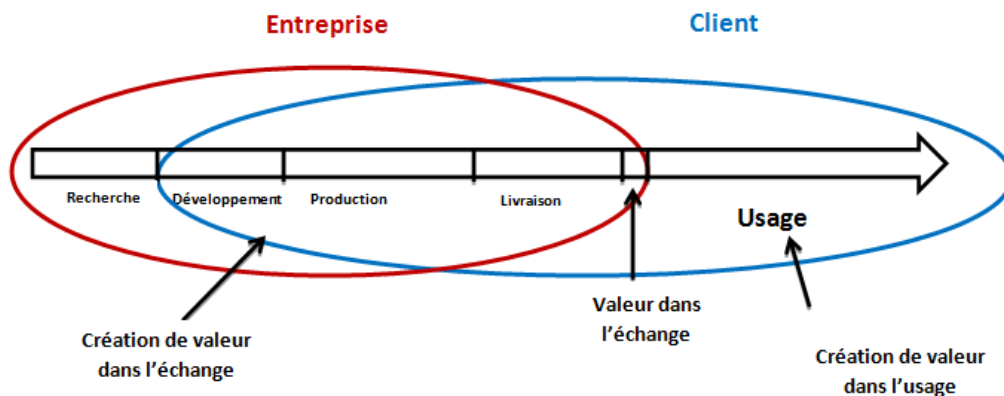 Entreprise
Client
Recherche
Développement
Production
Livraison
Usage
Création de valeur
dans l’échange
Valeur dans
l’échange
Création de valeur
dans l’usage